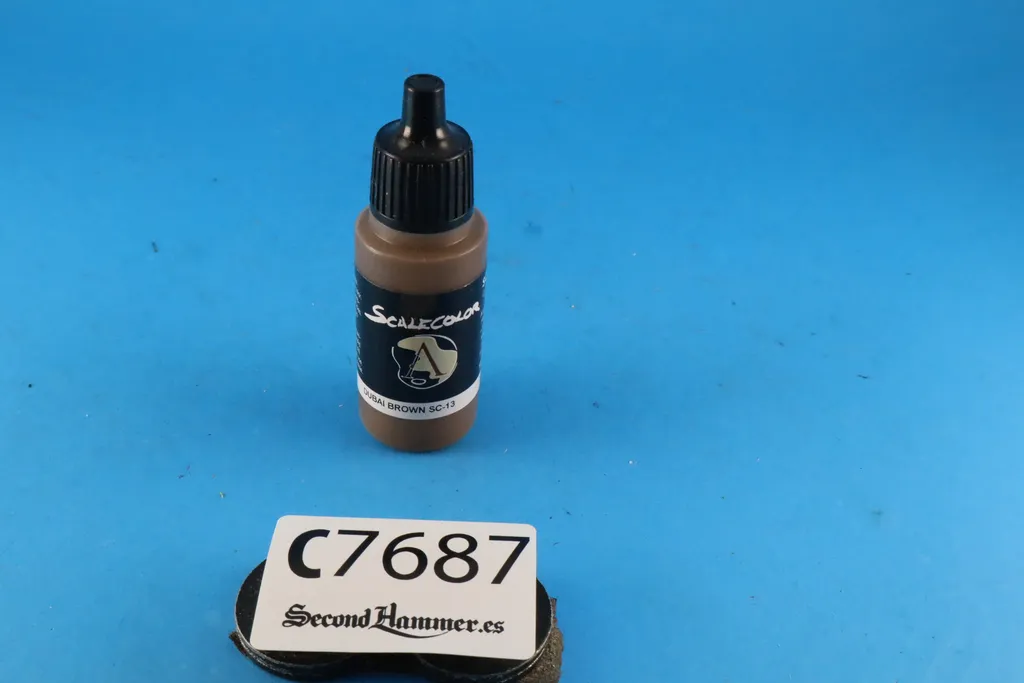 SCALECOLOR
DUBAI BROWN SC-13
C7687
SecondHammer.es